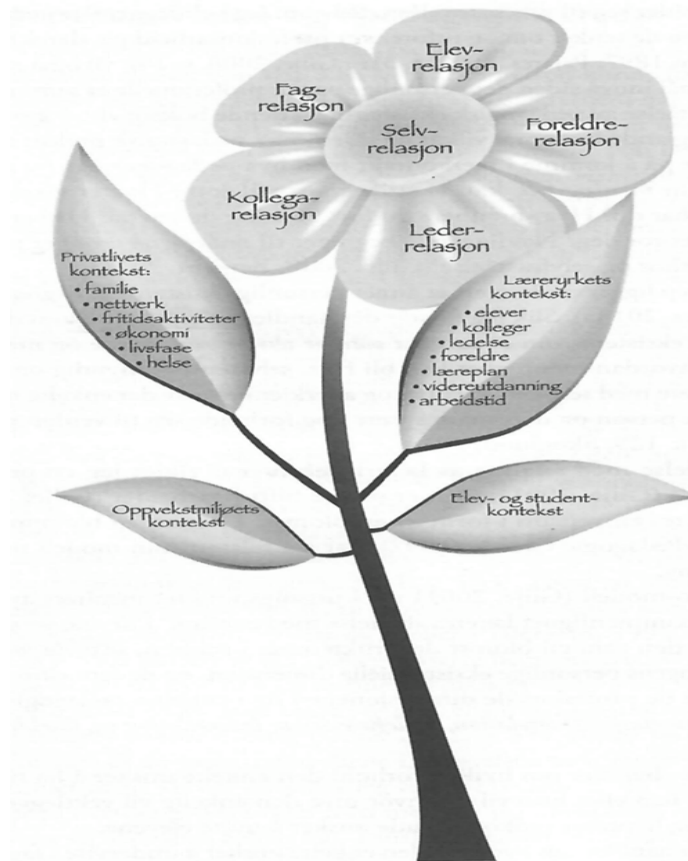 Elev-
relasjon
Fag-
relasjon
Selv-
relasjon
Foreldre-
relasjon
Kollega-
relasjon
Leder-
relasjon
Privatlivets
kontekst:
• familie
• nettverk
• fritidsaktiviteter
• økonomi
• livsfase
• helse
Læreryrkets
kontekst:
• elever
• kolleger
• ledelse
• foreldre
• læreplan
• videreutdanning
• arbeidstid
Oppvekstmiljøets
kontekst
Elev- og student-
kontekst